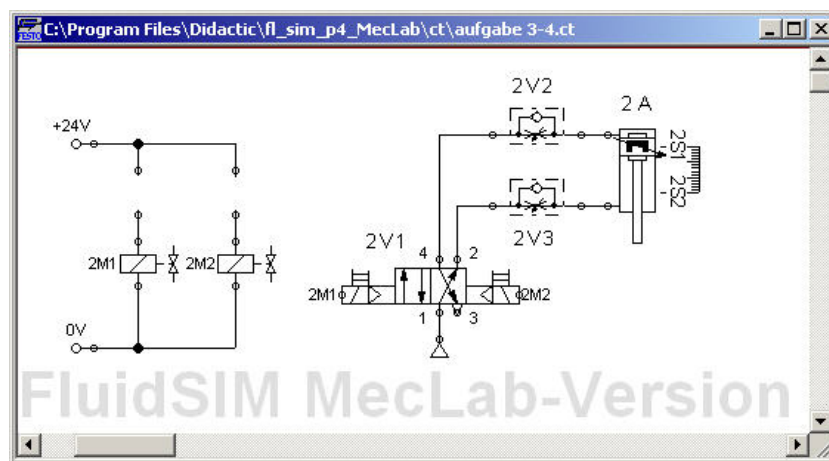 C:\Program Files\Didactic\fl_sim_p4_MecLab\ct\aufgabe 3-4.ct
FESTO
2V2
2 A
+24V
2S1
2S2
2V1
4
2
2V3
2M1
2M2
2M1
2M2
1
3
0V
FluidSIM MecLab-Version